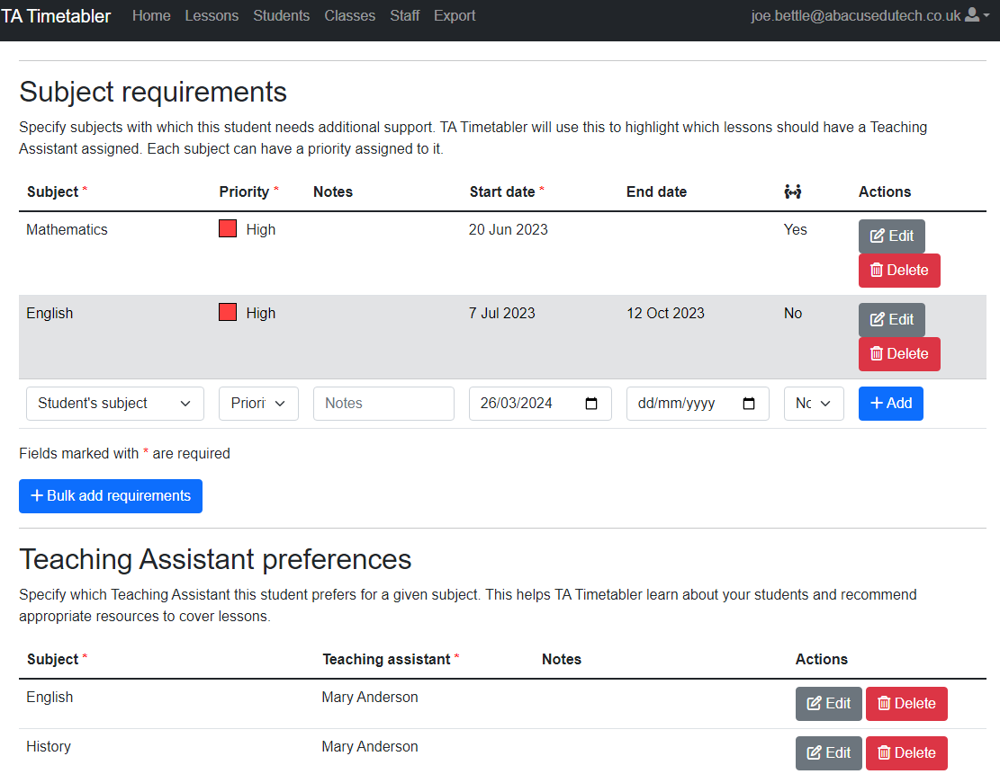 TA Timetabler Home Lessons Students Classes Staff Export joe.bettle@abacusedutech.co.uk
Subject requirements
Specify subjects with which this student needs additional support. TA Timetabler will use this to highlight which lessons should have a Teaching
Assistant assigned. Each subject can have a priority assigned to it.
Subject * Priority * Notes Start date * End date Actions
Mathematics High 20 Jun 2023 Yes Edit
Delete
English High 7 Jul 2023 12 Oct 2023 No Edit
Delete
Student's subject Priori Notes 26/03/2024 dd/mm/yyyy No + Add
Fields marked with * are required
+ Bulk add requirements
Teaching Assistant preferences
Specify which Teaching Assistant this student prefers for a given subject. This helps TA Timetabler learn about your students and recommend
appropriate resources to cover lessons.
Subject * Teaching assistant * Notes Actions
English Mary Anderson Edit Delete
History Mary Anderson Edit Delete